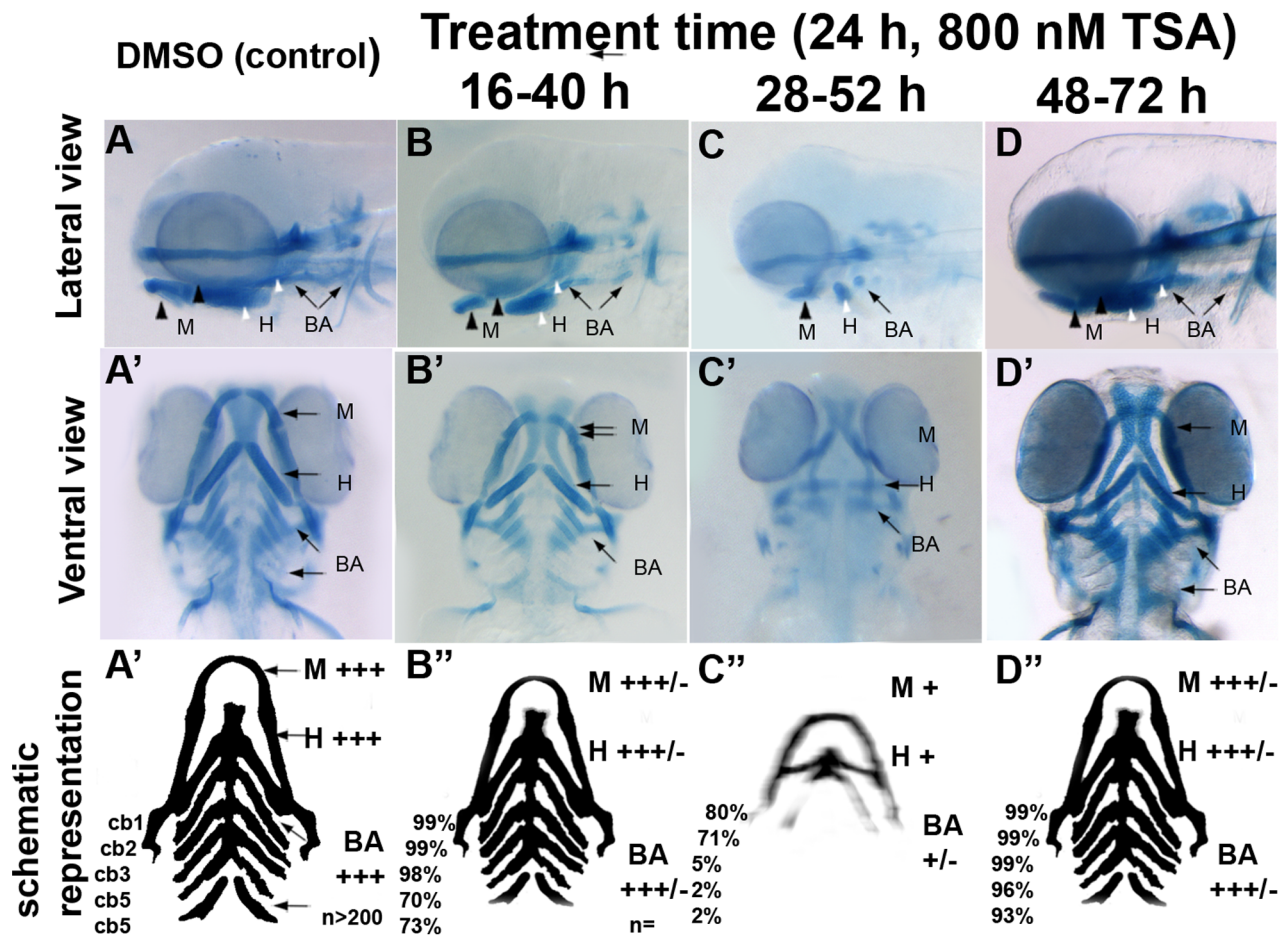 DMSO (control)
Treatment time (24 h, 800 nM TSA)
16-40 h
28-52 h
48-72 h
Lateral view
A
M
H
BA
B
M
H
BA
C
M
H
BA
D
M
H
BA
Ventral view
A’
M
H
BA
B’
M
H
BA
C’
M
H
BA
D’
M
H
BA
schematic
representation
A’
M +++
H +++
cb1
cb2
cb3
cb5
cb5
BA
+++
n>200
B’’
M +++/-
M
H +++/-
99%
99%
98%
70%
73%
BA
+++/-
n=
C’’
M +
H +
80%
71%
5%
2%
2%
BA
+/-
D’’
M +++/-
H +++/-
99%
99%
99%
96%
93%
BA
+++/-